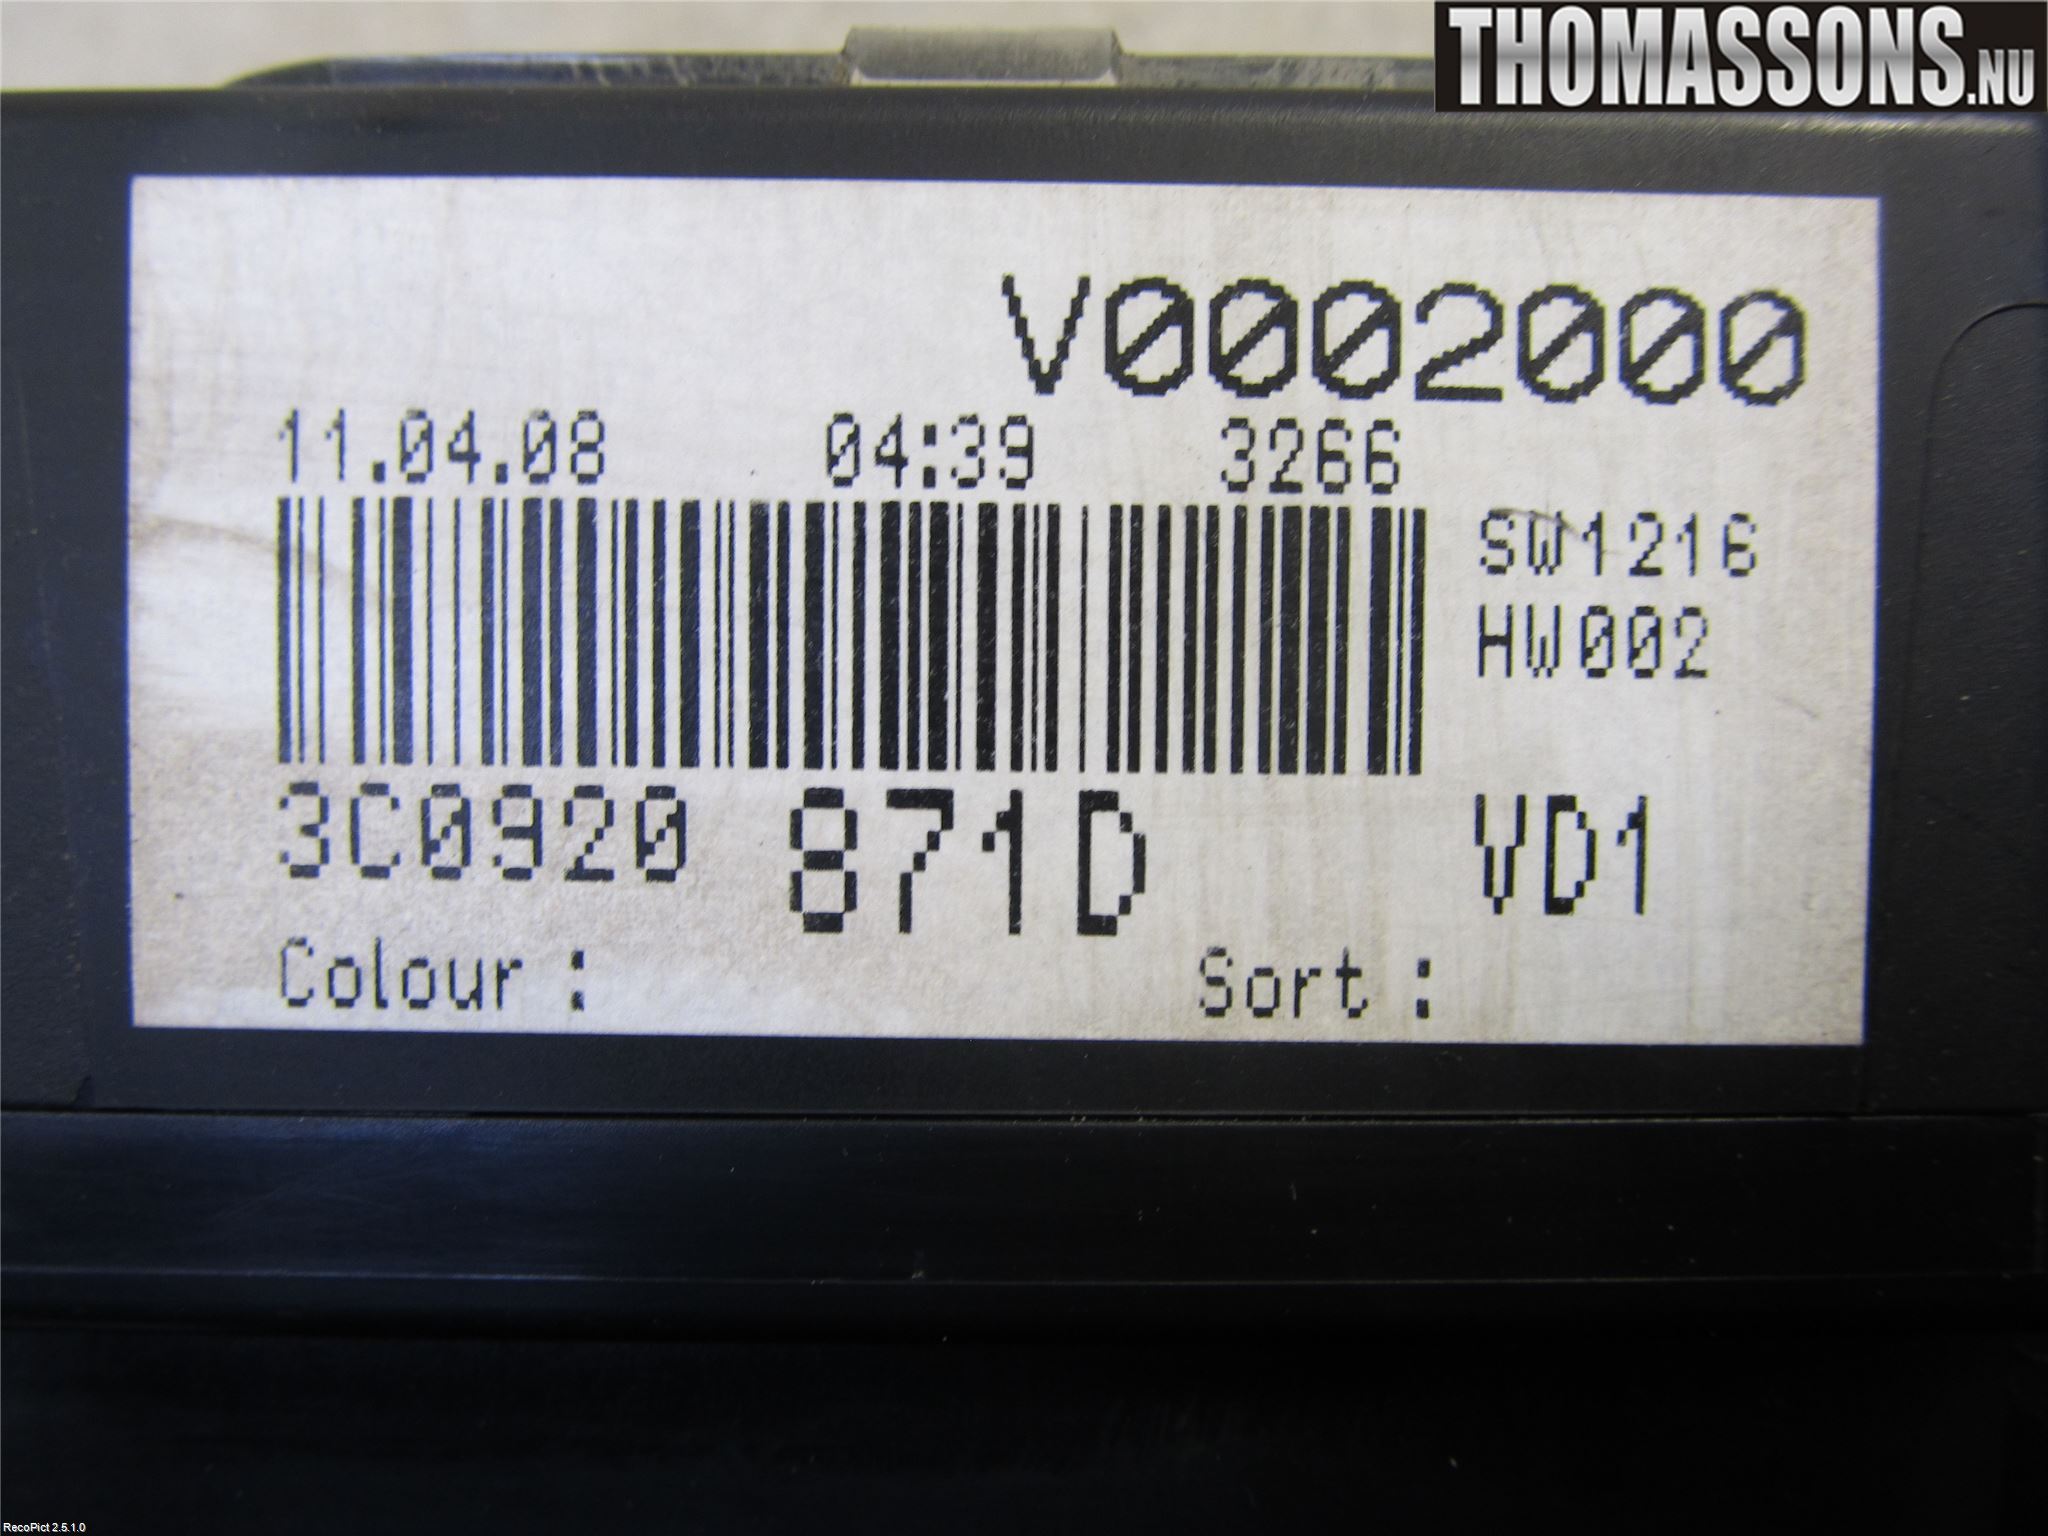 THOMASSONS.NU
V0002000
11.04.08 04:39 3266
SW1216
HW002
3C0920 871D VD1
Colour : Sort :
RecoPict 2.5.1.0